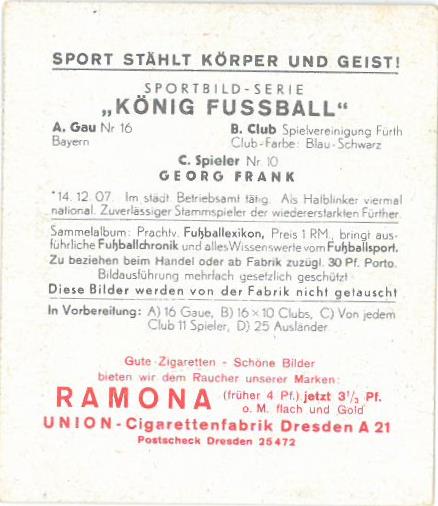 SPORT STÄHLT KÖRPER UND GEIST!
SPORTBILD-SERIE
„KÖNIG FUSSBALL“
A. Gau Nr 16 B. Club Spielvereinigung Fürth
Bayern Club-Farbe: Blau-Schwarz
C. Spieler Nr. 10
GEORG FRANK
*14. 12. 07. Im städt. Betriebsamt tätig. Als Halblinker viermal
national. Zuverlässiger Stammspieler der wiedererstarkten Fürther.
Sammelalbum: Prachtv. Fußballexikon, Preis 1 RM., bringt aus-
führliche Fußballchronik und alles Wissenswerte vom Fußballsport.
Zu beziehen beim Handel oder ab Fabrik zuzügl. 30 Pf. Porto.
Bildausführung mehrfach gesetzlich geschützt
Diese Bilder werden von der Fabrik nicht getauscht
In Vorbereitung: A) 16 Gaue, B) 16 × 10 Clubs, C) Von jedem
Club 11 Spieler, D) 25 Ausländer.
Gute Zigaretten - Schöne Bilder
bieten wir dem Raucher unserer Marken:
RAMONA (früher 4 Pf.) jetzt 3⅓ Pf.
o. M. flach und Gold
UNION-Cigarettenfabrik Dresden A 21
Postscheck Dresden 25472